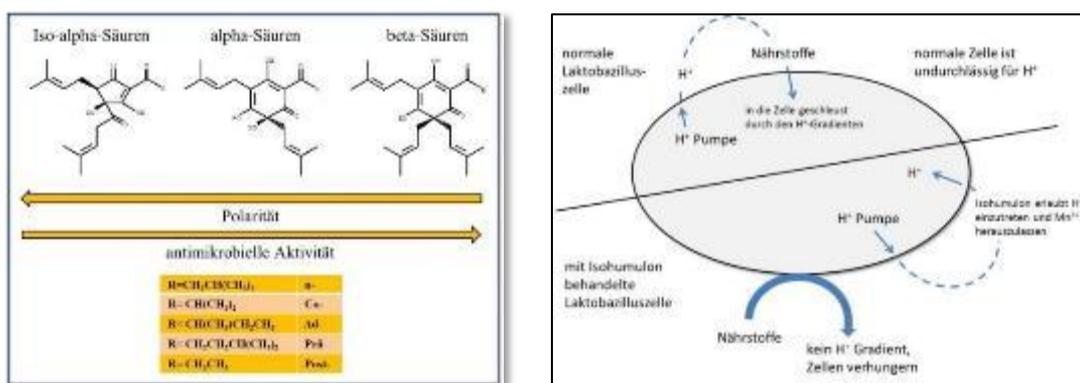 Iso-alpha-Säuren
alpha-Säuren
beta-Säuren
Polarität
antimikrobielle Aktivität
R=CH₂CH(CH₃)₂ n-
R= CH(CH₃)₂ Co-
R= CH(CH₃)CH₂CH₃ Ad-
R= CH₂CH₂CH(CH₃)₂ Prä-
R= CH₂CH₃ Post-
normale
Laktobazillus-
zelle
H⁺
Nährstoffe
normale Zelle ist
undurchlässig für H⁺
in die Zelle geschleust
durch den H⁺-Gradienten
H⁺ Pumpe
H⁺
Isohumulon erlaubt H
einzutreten und Mn²⁺
herauszulassen
H⁺ Pumpe
mit Isohumulon
behandelte
Laktobazilluszelle
Nährstoffe
kein H⁺ Gradient,
Zellen verhungern